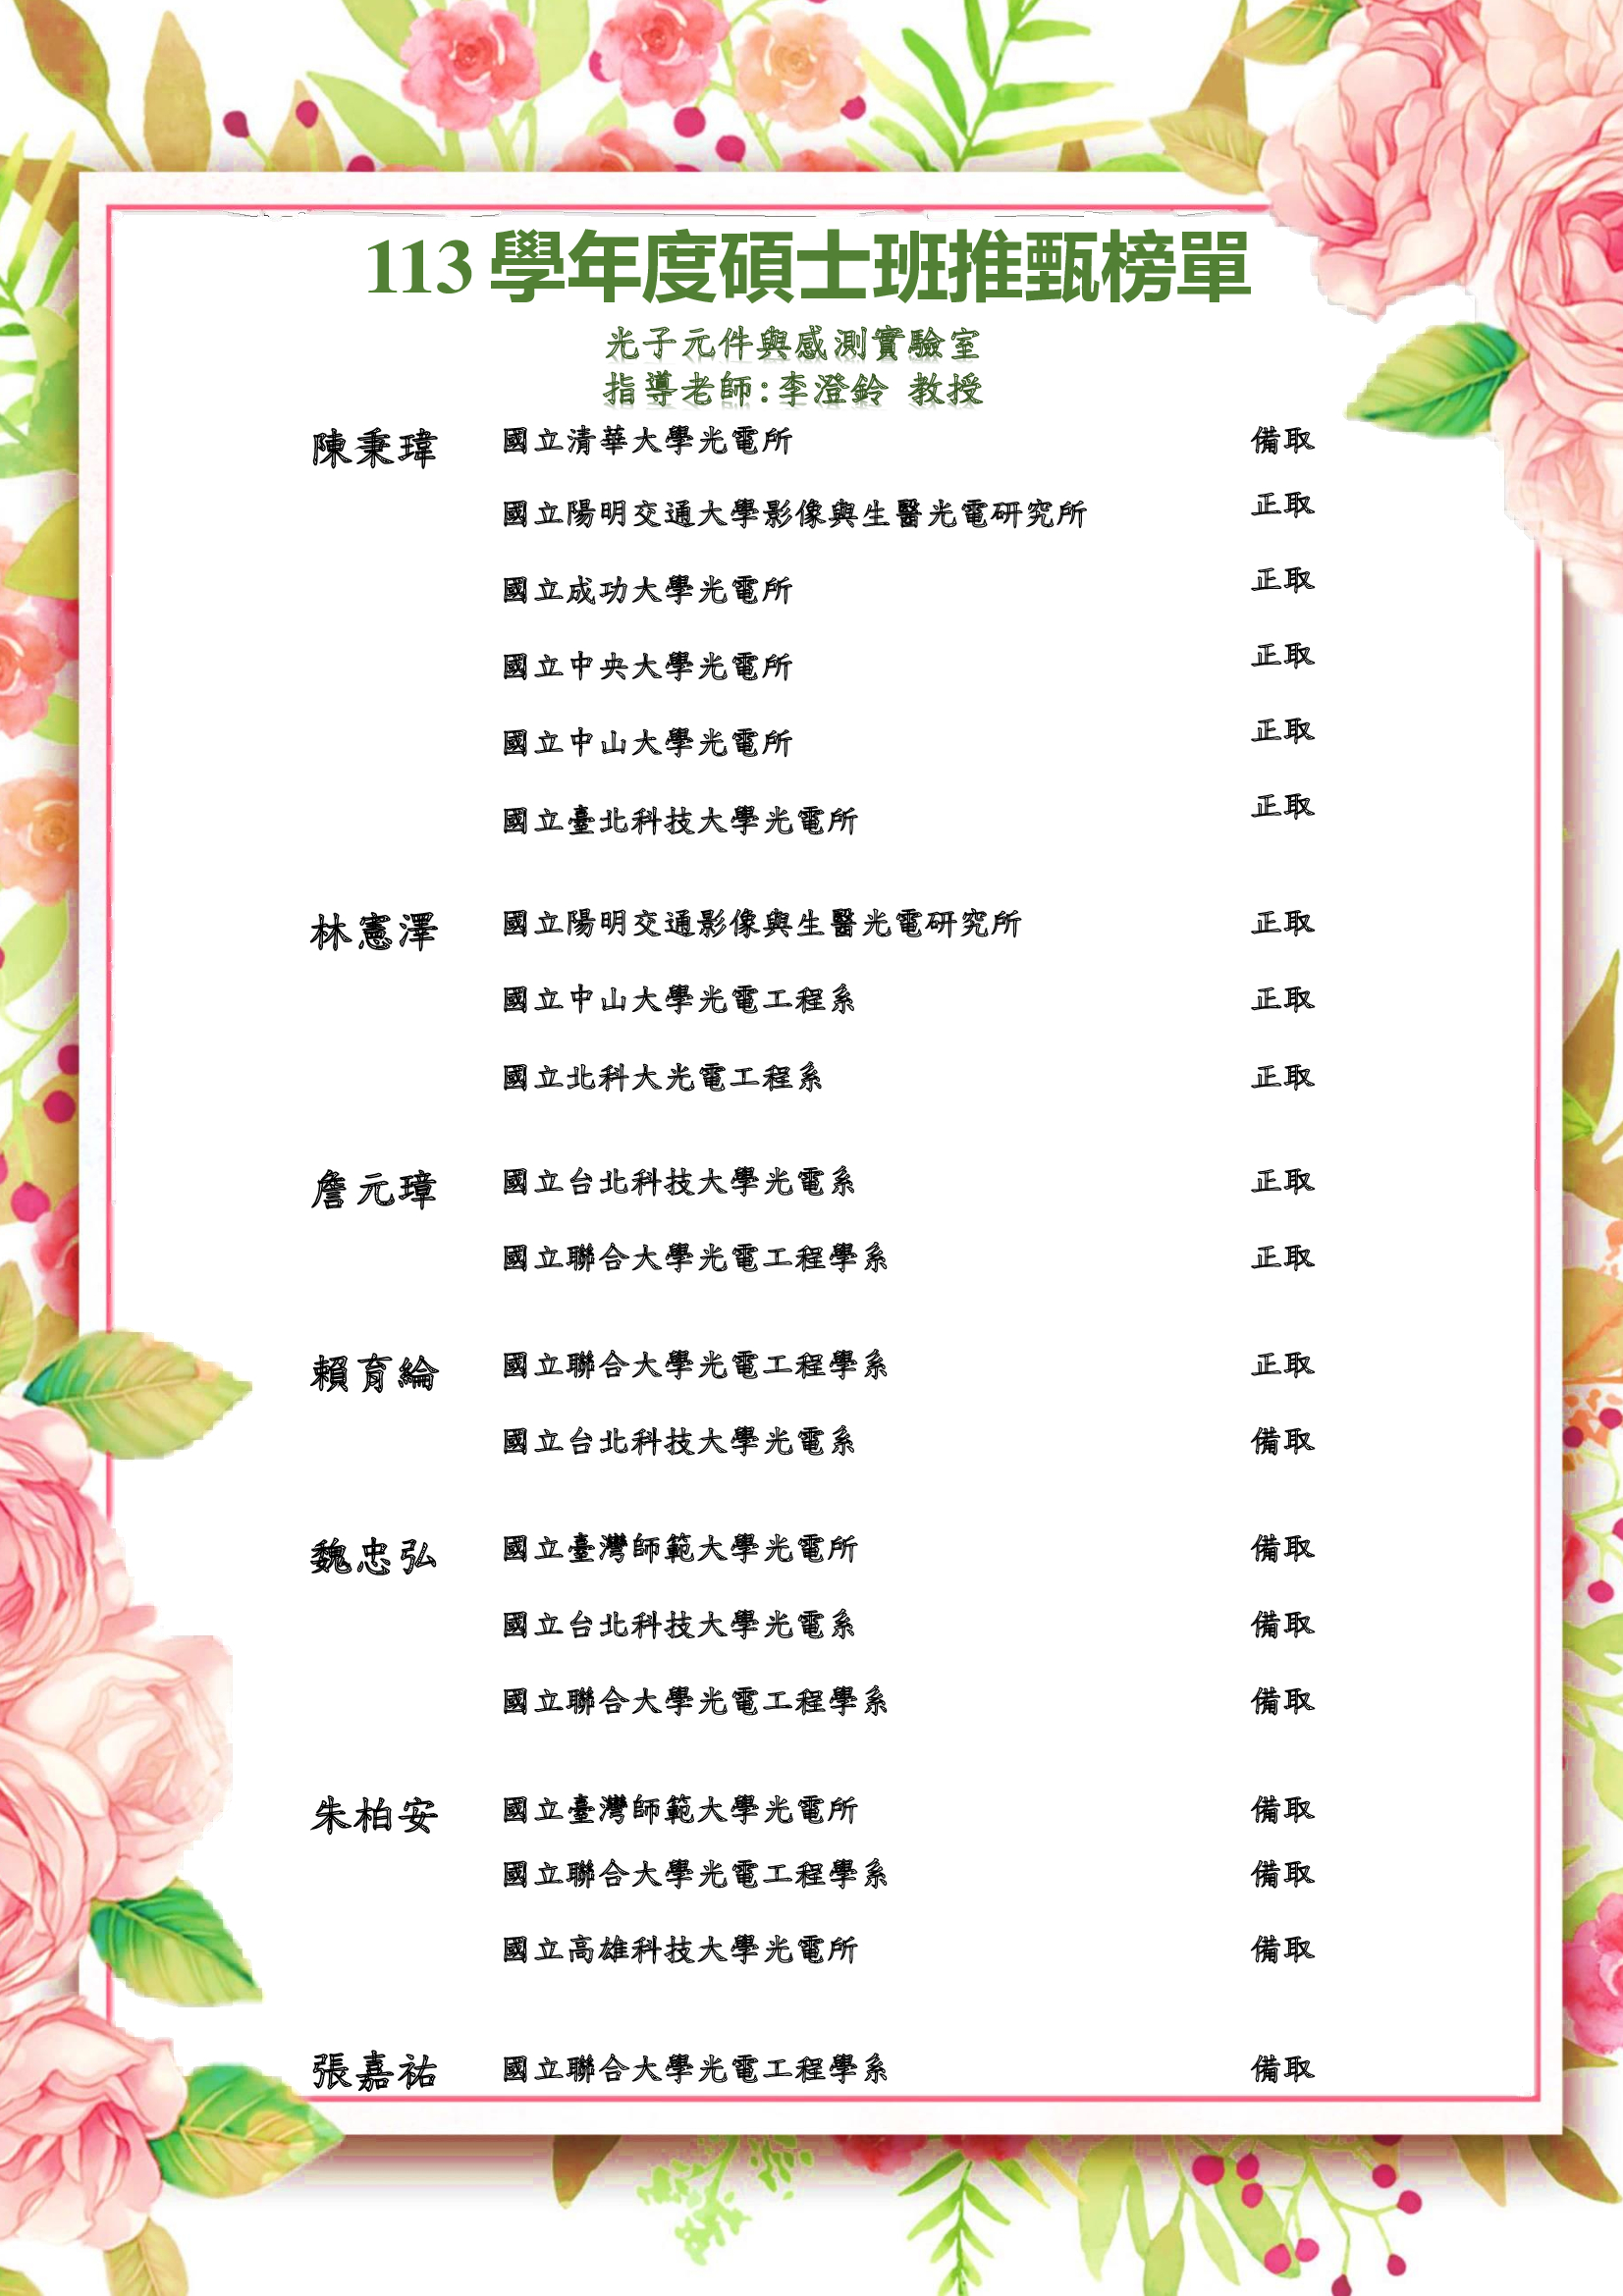 113學年度碩士班推甄榜單
光子元件與感測實驗室
指導老師:李澄鈴 教授
陳秉瑋 國立清華大學光電所 備取
國立陽明交通大學影像與生醫光電研究所 正取
國立成功大學光電所 正取
國立中央大學光電所 正取
國立中山大學光電所 正取
國立臺北科技大學光電所 正取
林憲澤 國立陽明交通影像與生醫光電研究所 正取
國立中山大學光電工程系 正取
國立北科大光電工程系 正取
詹元璋 國立台北科技大學光電系 正取
國立聯合大學光電工程學系 正取
賴育綸 國立聯合大學光電工程學系 正取
國立台北科技大學光電系 備取
魏忠弘 國立臺灣師範大學光電所 備取
國立台北科技大學光電系 備取
國立聯合大學光電工程學系 備取
朱柏安 國立臺灣師範大學光電所 備取
國立聯合大學光電工程學系 備取
國立高雄科技大學光電所 備取
張嘉祐 國立聯合大學光電工程學系 備取